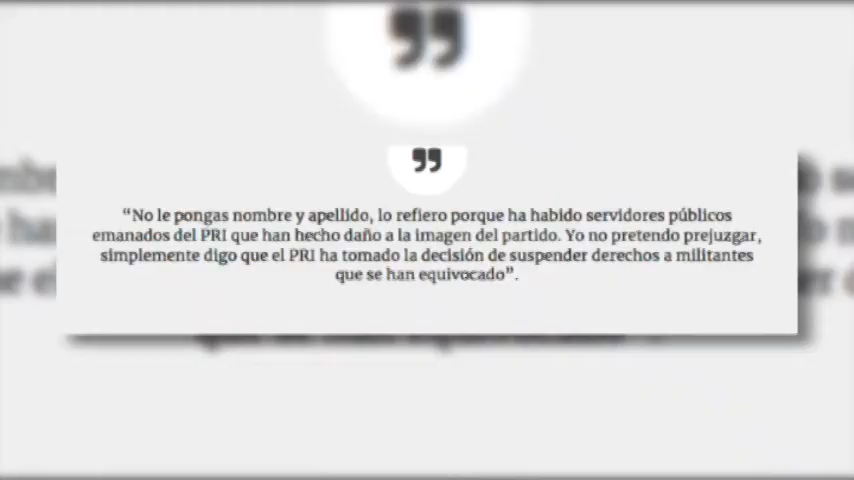 “No le pongas nombre y apellido, lo refiero porque ha habido servidores públicos
emanados del PRI que han hecho daño a la imagen del partido. Yo no pretendo prejuzgar,
simplemente digo que el PRI ha tomado la decisión de suspender derechos a militantes
que se han equivocado”.